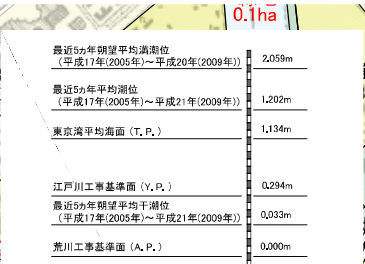 0.1ha
最近5ヵ年朔望平均満潮位
(平成17年(2005年)～平成20年(2009年))
2.059m
最近5ヵ年平均潮位
(平成17年(2005年)～平成21年(2009年))
1.202m
東京湾平均海面 (T.P.)
1.134m
江戸川工事基準面 (Y.P.)
0.294m
最近5ヵ年朔望平均干潮位
(平成17年(2005年)～平成21年(2009年))
0.033m
荒川工事基準面 (A.P.)
0.000m